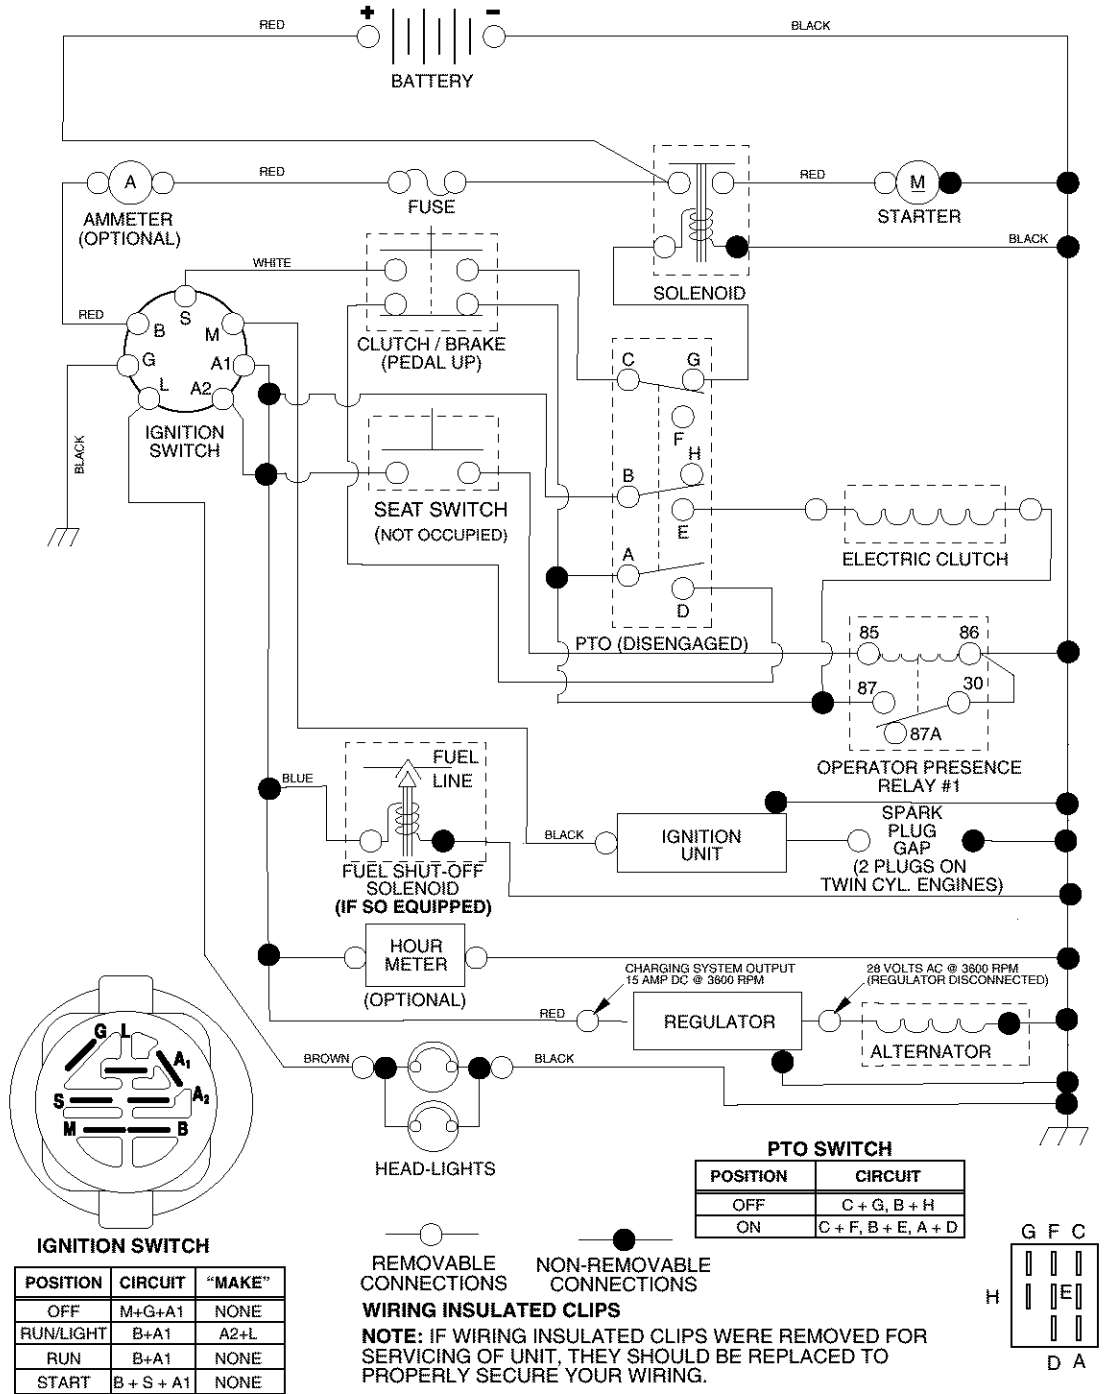 RED
+
−
BLACK
BATTERY
RED
A
AMMETER
(OPTIONAL)
FUSE
RED
M
STARTER
BLACK
SOLENOID
WHITE
RED
S
B
M
G
A1
L
A2
IGNITION
SWITCH
BLACK
CLUTCH / BRAKE
(PEDAL UP)
SEAT SWITCH
(NOT OCCUPIED)
C
G
F
H
B
E
A
D
PTO (DISENGAGED)
ELECTRIC CLUTCH
85
86
87
30
87A
OPERATOR PRESENCE
RELAY #1
FUEL
LINE
BLUE
FUEL SHUT-OFF
SOLENOID
(IF SO EQUIPPED)
BLACK
IGNITION
UNIT
SPARK
PLUG
GAP
(2 PLUGS ON
TWIN CYL. ENGINES)
HOUR
METER
(OPTIONAL)
CHARGING SYSTEM OUTPUT
15 AMP DC @ 3600 RPM
28 VOLTS AC @ 3600 RPM
(REGULATOR DISCONNECTED)
RED
REGULATOR
ALTERNATOR
BROWN
BLACK
HEAD-LIGHTS
G
L
A1
A2
S
M
B
IGNITION SWITCH
POSITION CIRCUIT "MAKE"
OFF M+G+A1 NONE
RUN/LIGHT B+A1 A2+L
RUN B+A1 NONE
START B + S + A1 NONE
PTO SWITCH
POSITION CIRCUIT
OFF C + G, B + H
ON C + F, B + E, A + D
REMOVABLE
CONNECTIONS
NON-REMOVABLE
CONNECTIONS
WIRING INSULATED CLIPS
NOTE: IF WIRING INSULATED CLIPS WERE REMOVED FOR
SERVICING OF UNIT, THEY SHOULD BE REPLACED TO
PROPERLY SECURE YOUR WIRING.
G F C
H
E
D A